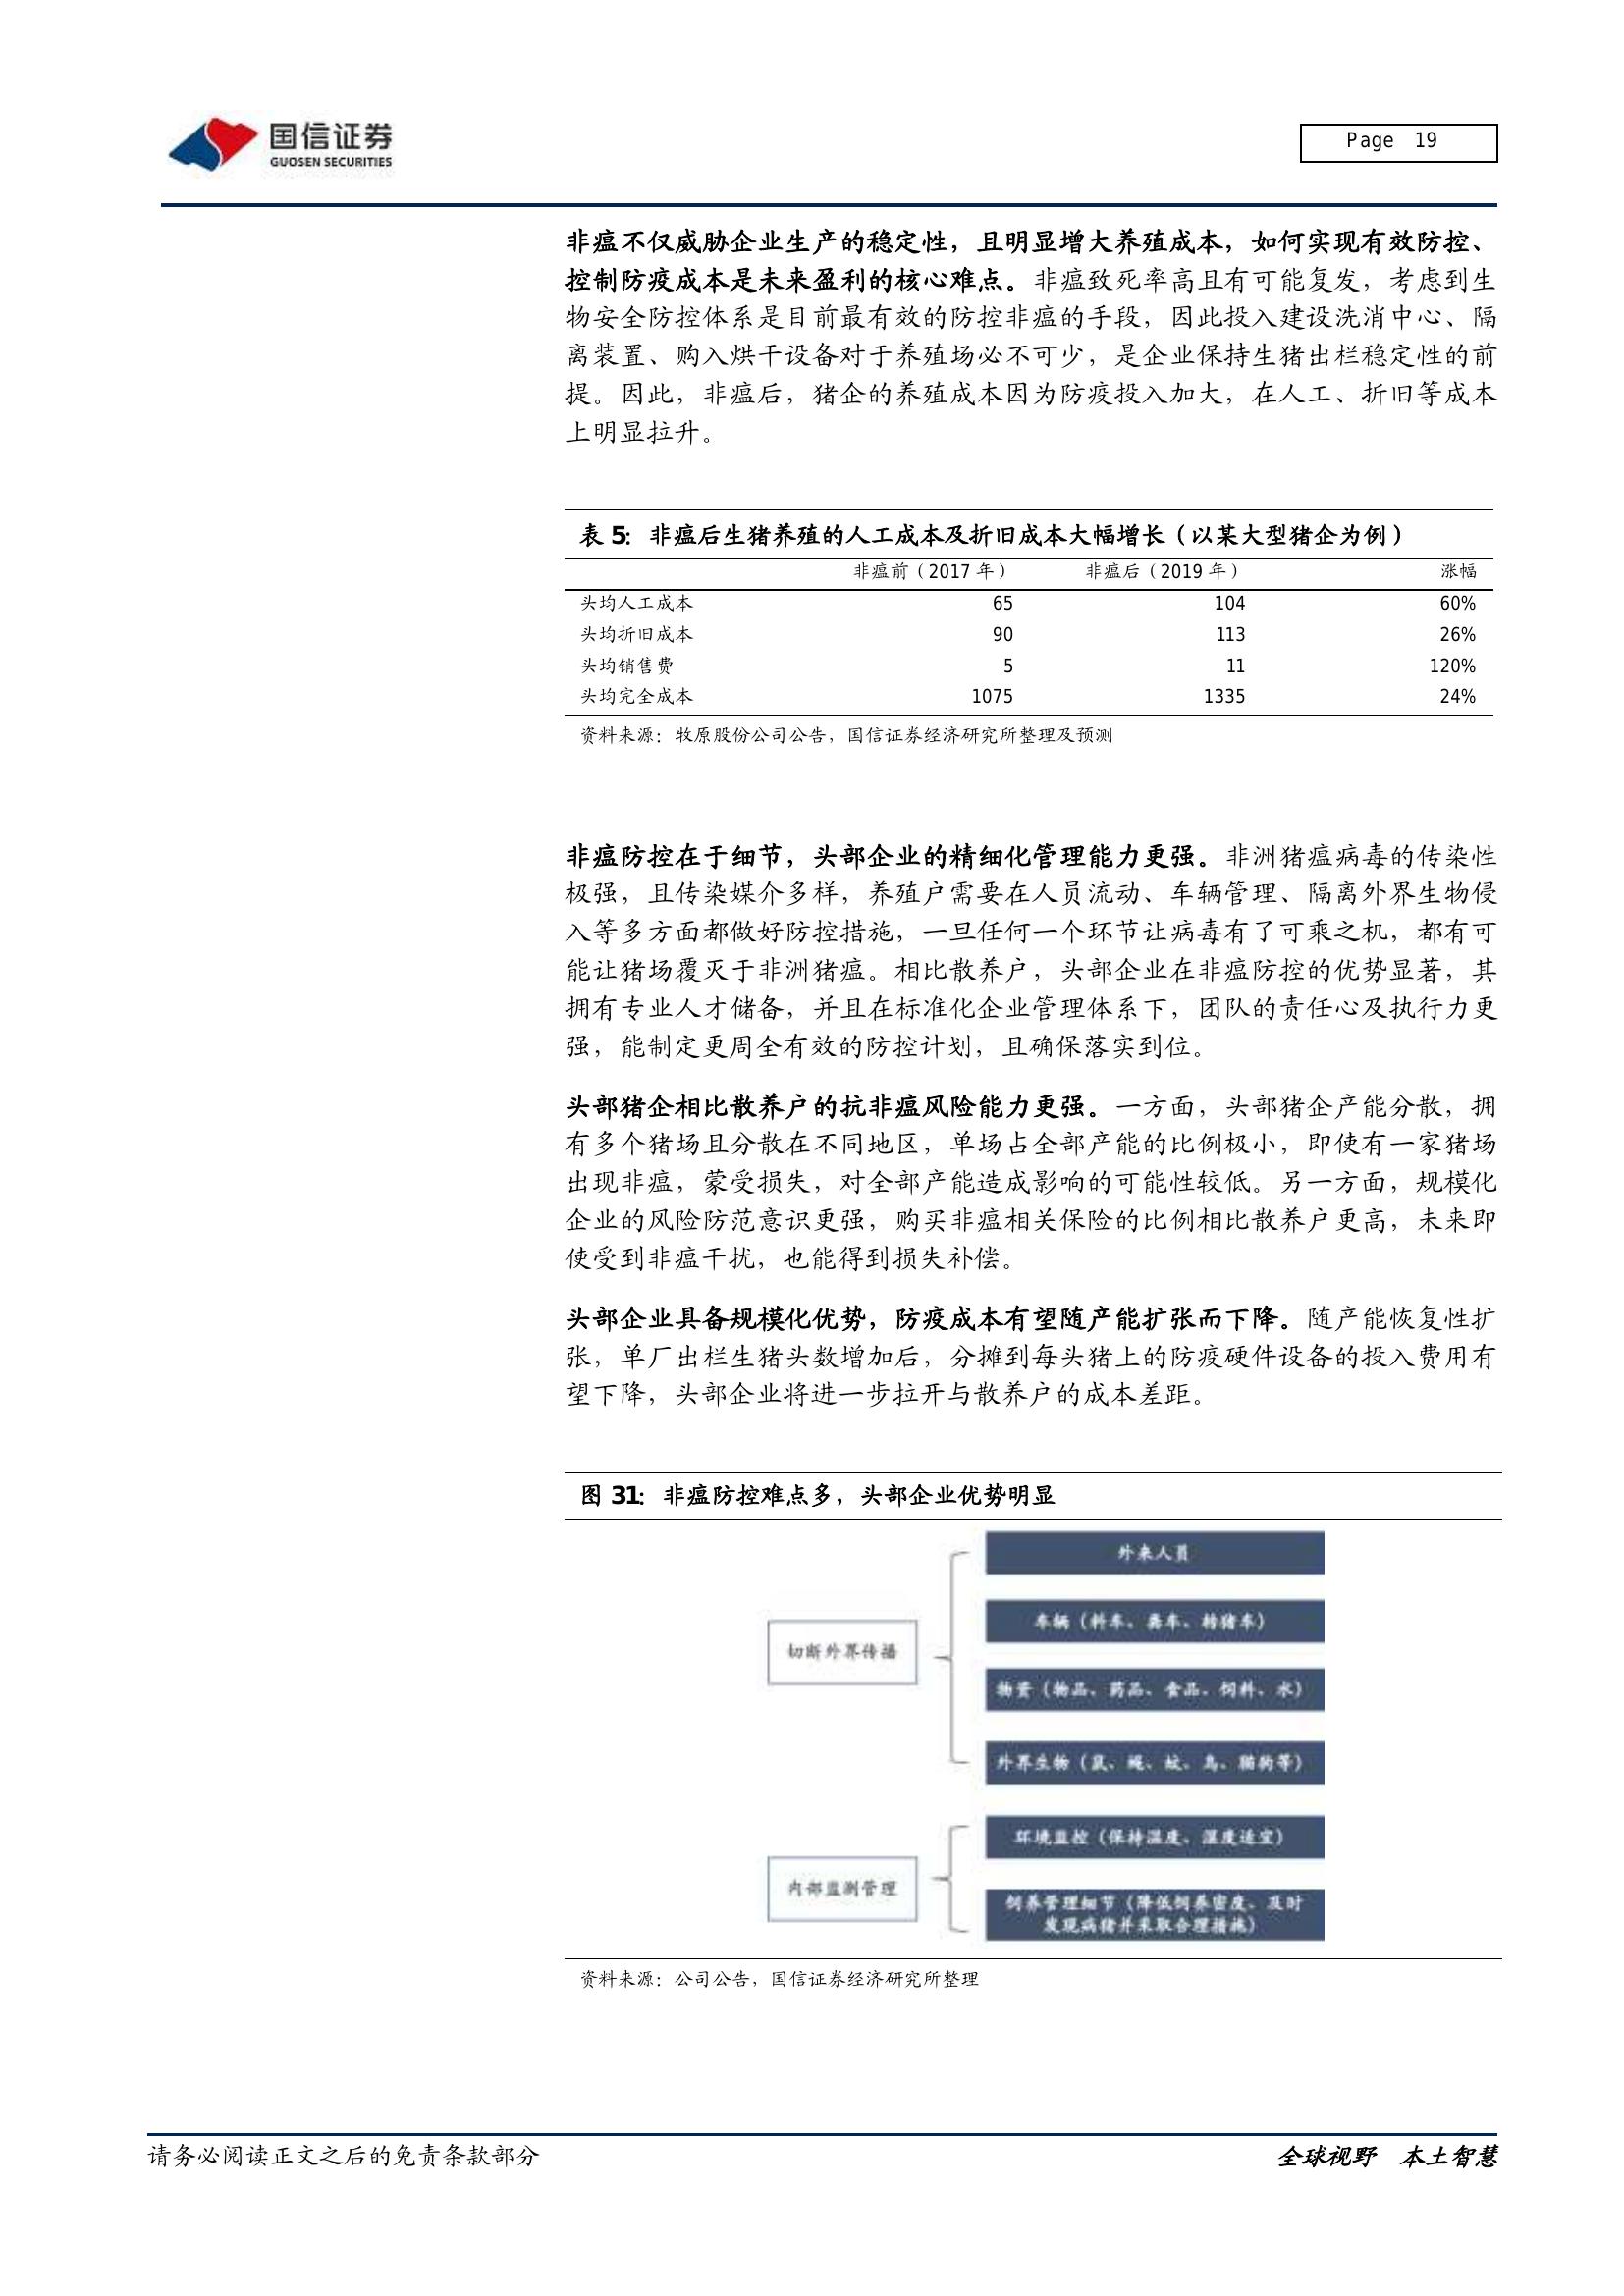 国信证券
GUOSEN SECURITIES
Page 19
非瘟不仅威胁企业生产的稳定性，且明显增大养殖成本，如何实现有效防控、
控制防疫成本是未来盈利的核心难点。非瘟致死率高且有可能复发，考虑到生
物安全防控体系是目前最有效的防控非瘟的手段，因此投入建设洗消中心、隔
离装置、购入烘干设备对于养殖场必不可少，是企业保持生猪出栏稳定性的前
提。因此，非瘟后，猪企的养殖成本因为防疫投入加大，在人工、折旧等成本
上明显拉升。
表 5：非瘟后生猪养殖的人工成本及折旧成本大幅增长（以某大型猪企为例）
非瘟前（2017 年） 非瘟后（2019 年） 涨幅
头均人工成本 65 104 60%
头均折旧成本 90 113 26%
头均销售费 5 11 120%
头均完全成本 1075 1335 24%
资料来源：牧原股份公司公告，国信证券经济研究所整理及预测
非瘟防控在于细节，头部企业的精细化管理能力更强。非洲猪瘟病毒的传染性
极强，且传染媒介多样，养殖户需要在人员流动、车辆管理、隔离外界生物侵
入等多方面都做好防控措施，一旦任何一个环节让病毒有了可乘之机，都有可
能让猪场覆灭于非洲猪瘟。相比散养户，头部企业在非瘟防控的优势显著，其
拥有专业人才储备，并且在标准化企业管理体系下，团队的责任心及执行力更
强，能制定更周全有效的防控计划，且确保落实到位。
头部猪企相比散养户的抗非瘟风险能力更强。一方面，头部猪企产能分散，拥
有多个猪场且分散在不同地区，单场占全部产能的比例极小，即使有一家猪场
出现非瘟，蒙受损失，对全部产能造成影响的可能性较低。另一方面，规模化
企业的风险防范意识更强，购买非瘟相关保险的比例相比散养户更高，未来即
使受到非瘟干扰，也能得到损失补偿。
头部企业具备规模化优势，防疫成本有望随产能扩张而下降。随产能恢复性扩
张，单厂出栏生猪头数增加后，分摊到每头猪上的防疫硬件设备的投入费用有
望下降，头部企业将进一步拉开与散养户的成本差距。
图 31：非瘟防控难点多，头部企业优势明显
外来人员
车辆（料车、粪车、转猪车）
切断外界传播
物资（物品、药品、食品、饲料、水）
外界生物（鼠、蝇、蚊、鸟、猫狗等）
环境监控（保持温度、湿度适宜）
内部监测管理
饲养管理细节（降低饲养密度、及时
发现病猪并采取合理措施）
资料来源：公司公告，国信证券经济研究所整理
请务必阅读正文之后的免责条款部分
全球视野 本土智慧